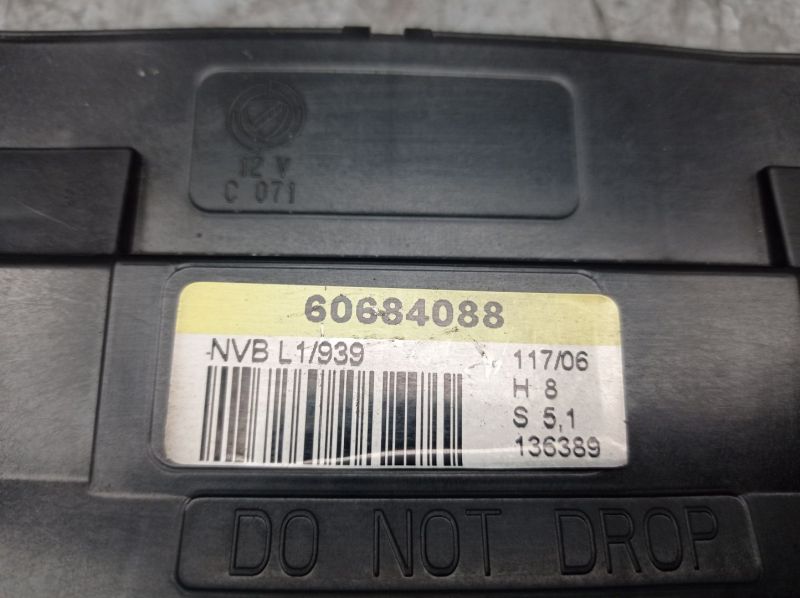 12 V
C 071
60684088
NVB L1/939
117/06
H 8
S 5,1
136389
DO NOT DROP